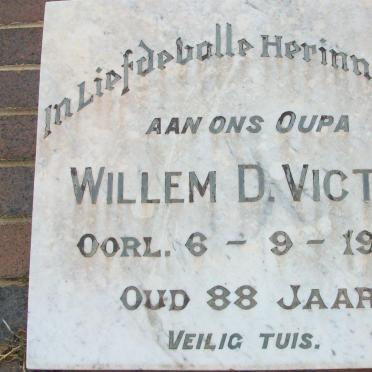 IN LIEFDEVOLLE HERINN
AAN ONS OUPA
WILLEM D. VICT
OORL. 6 - 9 - 19
OUD 88 JAAR
VEILIG TUIS.